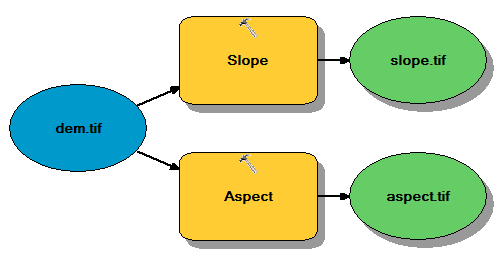 Slope
slope.tif
dem.tif
Aspect
aspect.tif